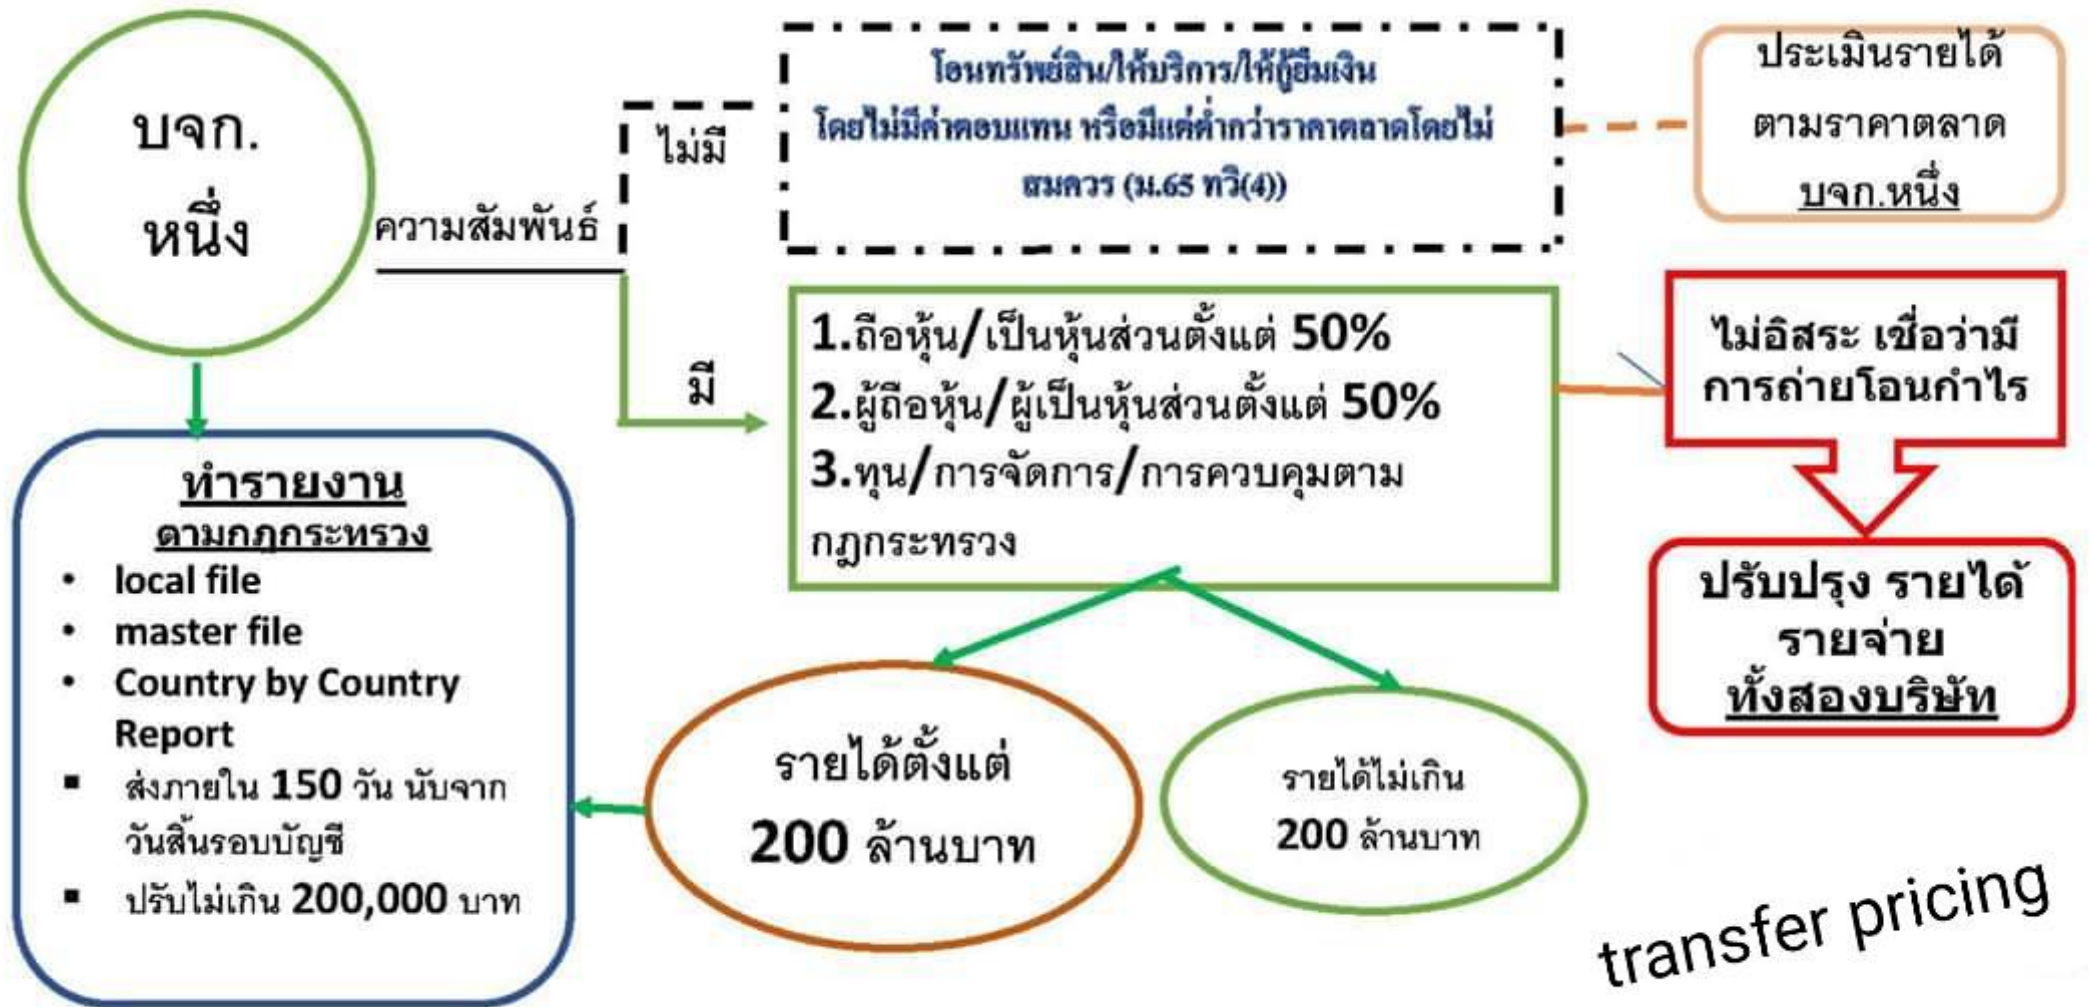 บจก.
หนึ่ง
ความสัมพันธ์
ไม่มี
โอนทรัพย์สิน/ให้บริการ/ให้กู้ยืมเงิน
โดยไม่มีค่าตอบแทน หรือมีแต่ต่ำกว่าราคาตลาดโดยไม่
สมควร (ม.65 ทวิ(4))
ประเมินรายได้
ตามราคาตลาด
บจก.หนึ่ง
มี
1.ถือหุ้น/เป็นหุ้นส่วนตั้งแต่ 50%
2.ผู้ถือหุ้น/ผู้เป็นหุ้นส่วนตั้งแต่ 50%
3.ทุน/การจัดการ/การควบคุมตาม
กฎกระทรวง
ไม่อิสระ เชื่อว่ามี
การถ่ายโอนกำไร
ปรับปรุง รายได้
รายจ่าย
ทั้งสองบริษัท
ทำรายงาน
ตามกฎกระทรวง
• local file
• master file
• Country by Country
Report
▪ ส่งภายใน 150 วัน นับจาก
วันสิ้นรอบบัญชี
▪ ปรับไม่เกิน 200,000 บาท
รายได้ตั้งแต่
200 ล้านบาท
รายได้ไม่เกิน
200 ล้านบาท
transfer pricing